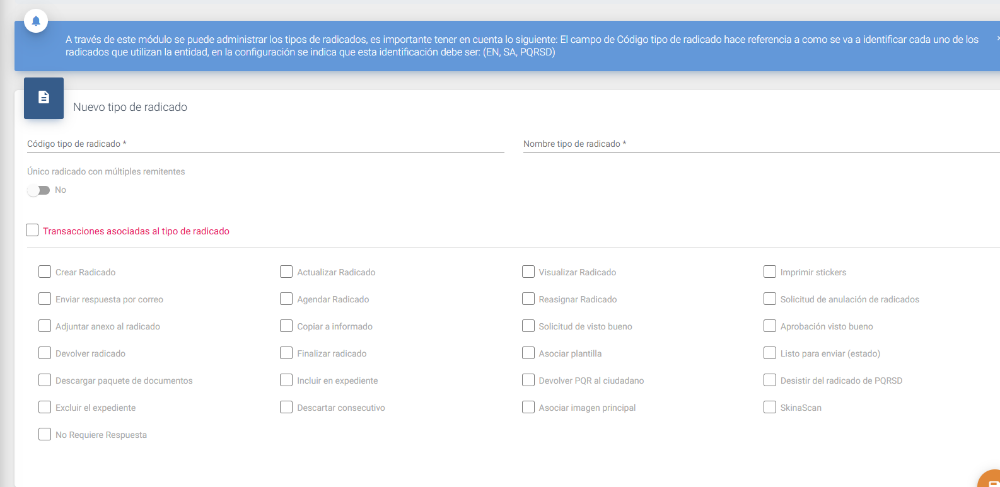 A través de este módulo se puede administrar los tipos de radicados, es importante tener en cuenta lo siguiente: El campo de Código tipo de radicado hace referencia a como se va a identificar cada uno de los
radicados que utilizan la entidad, en la configuración se indica que esta identificación debe ser: (EN, SA, PQRSD)
Nuevo tipo de radicado
Código tipo de radicado *
Nombre tipo de radicado *
Único radicado con múltiples remitentes
No
Transacciones asociadas al tipo de radicado
Crear Radicado
Actualizar Radicado
Visualizar Radicado
Imprimir stickers
Enviar respuesta por correo
Agendar Radicado
Reasignar Radicado
Solicitud de anulación de radicados
Adjuntar anexo al radicado
Copiar a informado
Solicitud de visto bueno
Aprobación visto bueno
Devolver radicado
Finalizar radicado
Asociar plantilla
Listo para enviar (estado)
Descargar paquete de documentos
Incluir en expediente
Devolver PQR al ciudadano
Desistir del radicado de PQRSD
Excluir el expediente
Descartar consecutivo
Asociar imagen principal
SkinaScan
No Requiere Respuesta